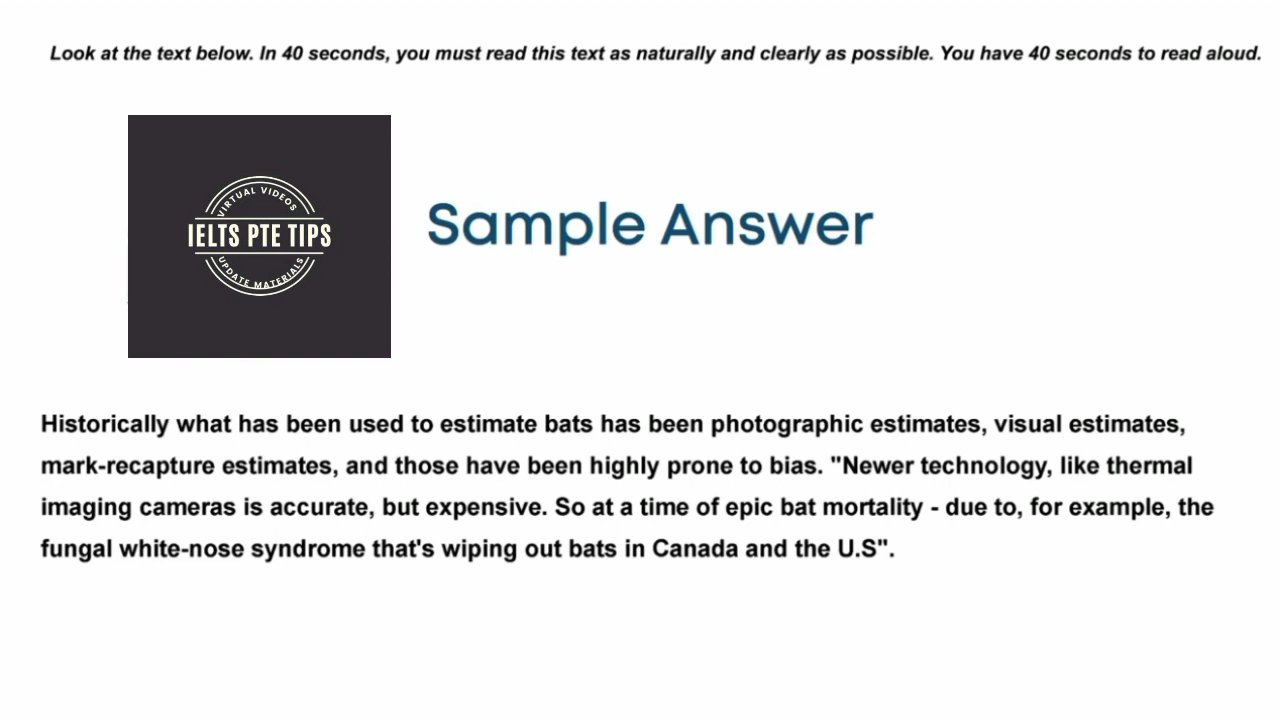 Look at the text below. In 40 seconds, you must read this text as naturally and clearly as possible. You have 40 seconds to read aloud.
VIRTUAL VIDEOS
IELTS PTE TIPS
UPDATE MATERIALS
Sample Answer
Historically what has been used to estimate bats has been photographic estimates, visual estimates,
mark-recapture estimates, and those have been highly prone to bias. "Newer technology, like thermal
imaging cameras is accurate, but expensive. So at a time of epic bat mortality - due to, for example, the
fungal white-nose syndrome that's wiping out bats in Canada and the U.S".